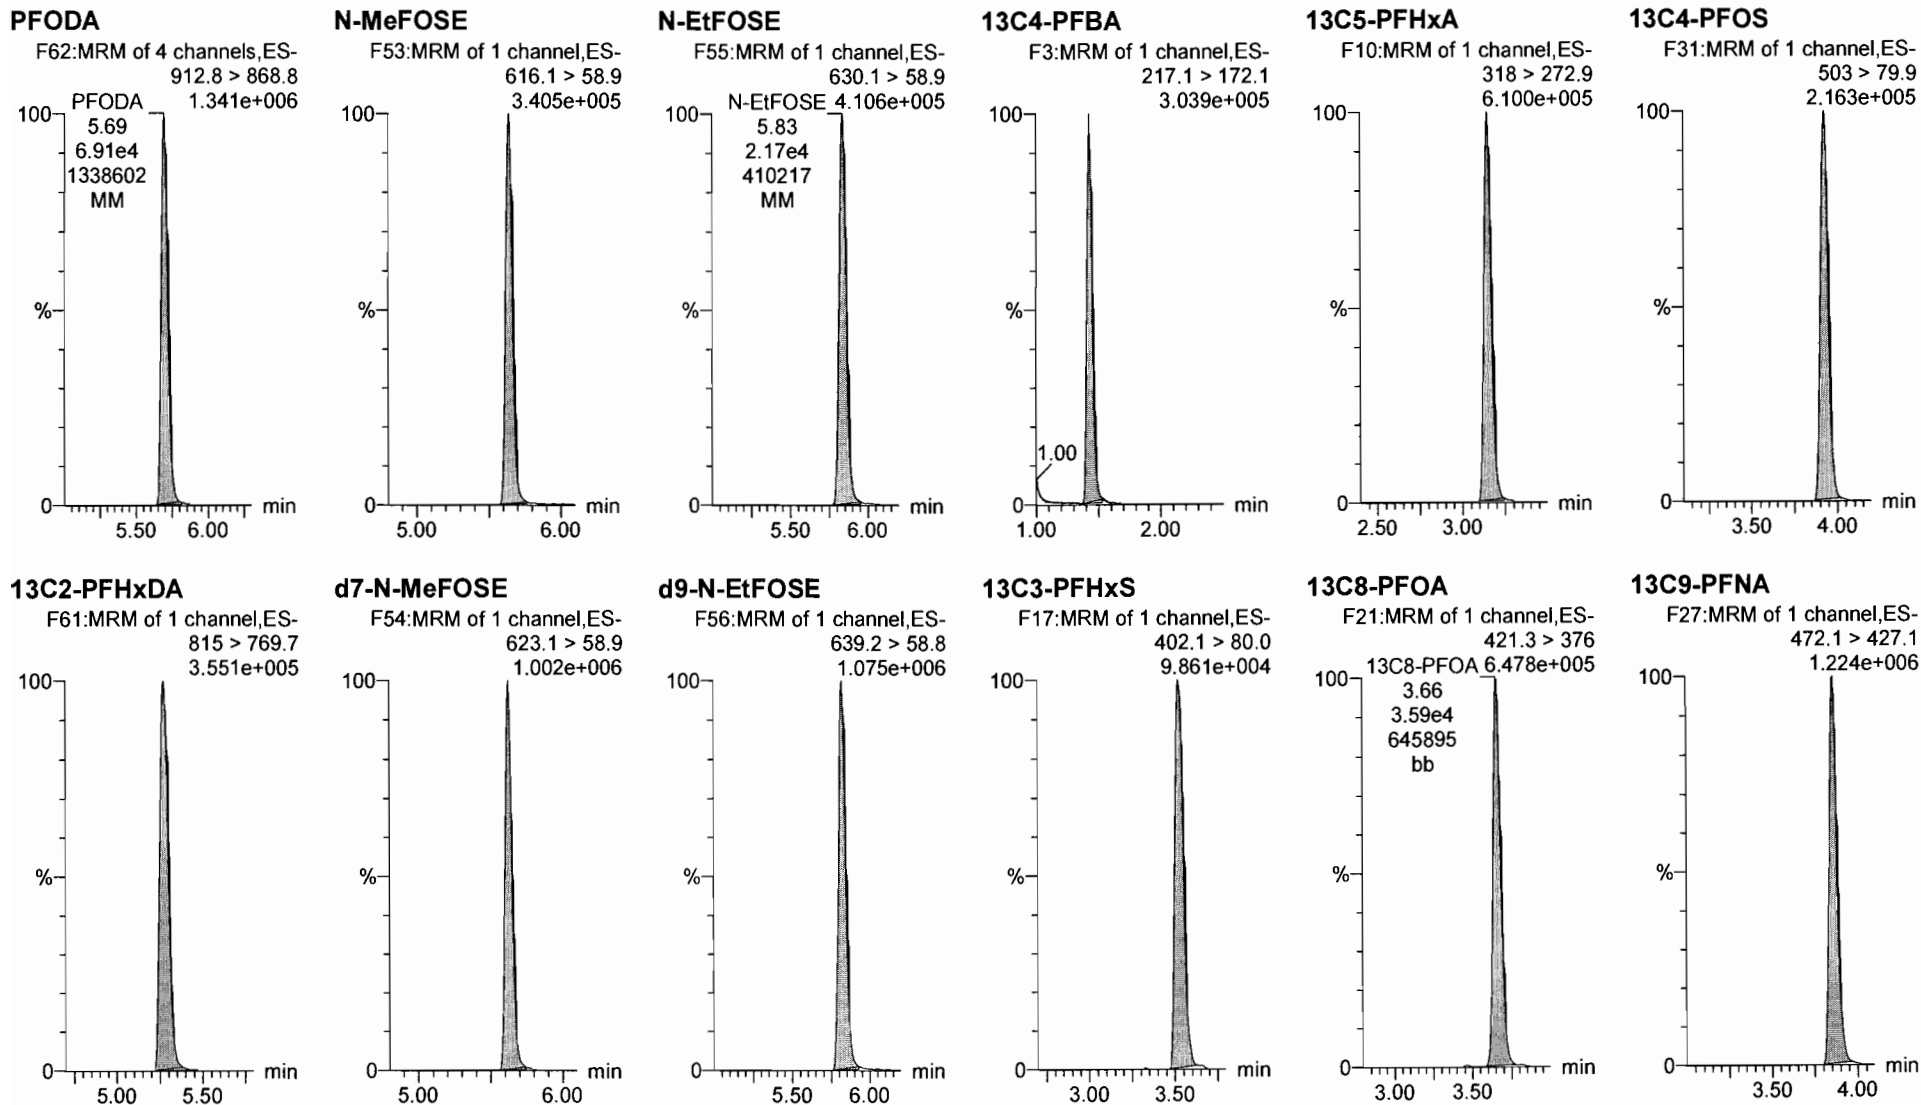 PFODA
F62:MRM of 4 channels,ES-
912.8 > 868.8
1.341e+006
PFODA
5.69
6.91e4
1338602
MM
100
%
0
min
5.50 6.00
N-MeFOSE
F53:MRM of 1 channel,ES-
616.1 > 58.9
3.405e+005
100
%
0
min
5.00 6.00
N-EtFOSE
F55:MRM of 1 channel,ES-
630.1 > 58.9
N-EtFOSE 4.106e+005
5.83
2.17e4
410217
MM
100
%
0
min
5.50 6.00
13C4-PFBA
F3:MRM of 1 channel,ES-
217.1 > 172.1
3.039e+005
100
%
1.00
0
min
1.00 2.00
13C5-PFHxA
F10:MRM of 1 channel,ES-
318 > 272.9
6.100e+005
100
%
0
min
2.50 3.00
13C4-PFOS
F31:MRM of 1 channel,ES-
503 > 79.9
2.163e+005
100
%
0
min
3.50 4.00
13C2-PFHxDA
F61:MRM of 1 channel,ES-
815 > 769.7
3.551e+005
100
%
0
min
5.00 5.50
d7-N-MeFOSE
F54:MRM of 1 channel,ES-
623.1 > 58.9
1.002e+006
100
%
0
min
5.00 6.00
d9-N-EtFOSE
F56:MRM of 1 channel,ES-
639.2 > 58.8
1.075e+006
100
%
0
min
5.50 6.00
13C3-PFHxS
F17:MRM of 1 channel,ES-
402.1 > 80.0
9.861e+004
100
%
0
min
3.00 3.50
13C8-PFOA
F21:MRM of 1 channel,ES-
421.3 > 376
13C8-PFOA 6.478e+005
3.66
3.59e4
645895
bb
100
%
0
min
3.00 3.50
13C9-PFNA
F27:MRM of 1 channel,ES-
472.1 > 427.1
1.224e+006
100
%
0
min
3.50 4.00